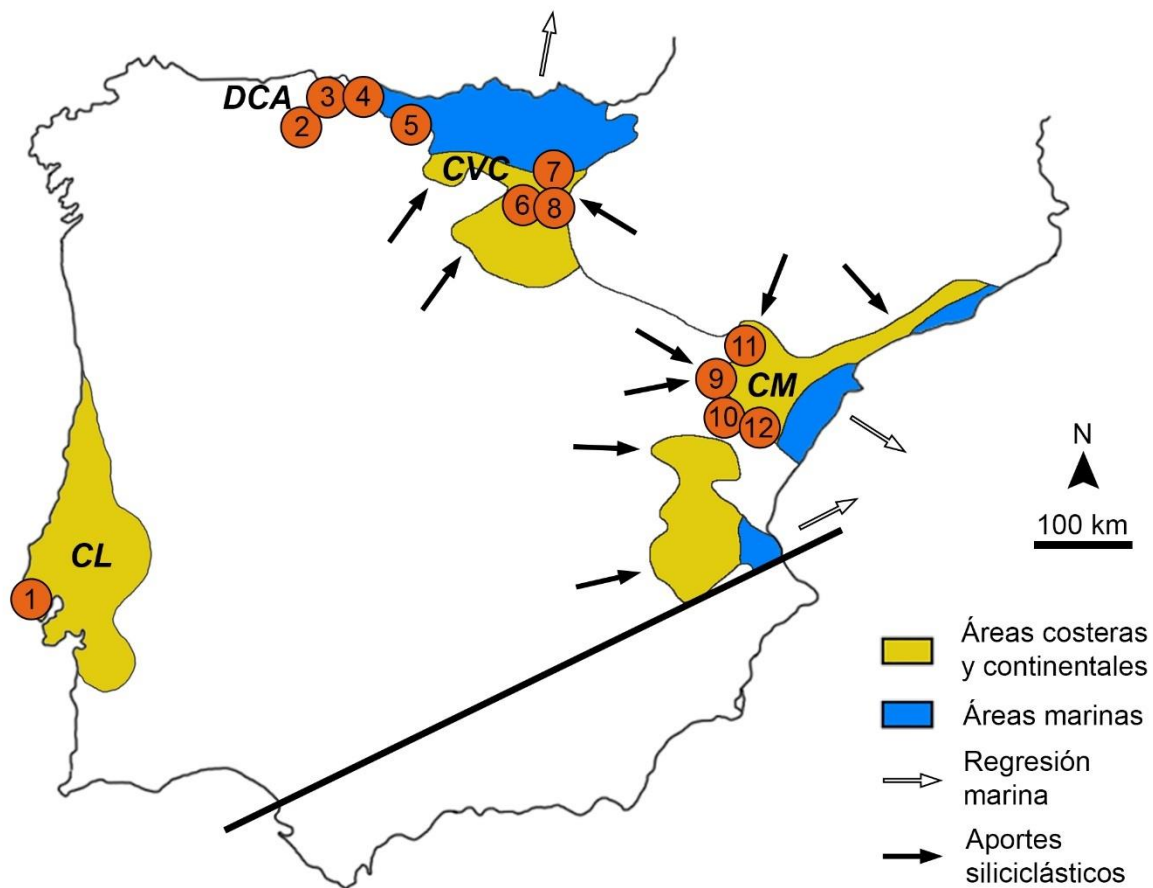 DCA
3
4
2
5
CVC
7
6
8
11
9
CM
10
12
N
100 km
CL
1
Áreas costeras
y continentales
Áreas marinas
Regresión
marina
Aportes
siliciclásticos